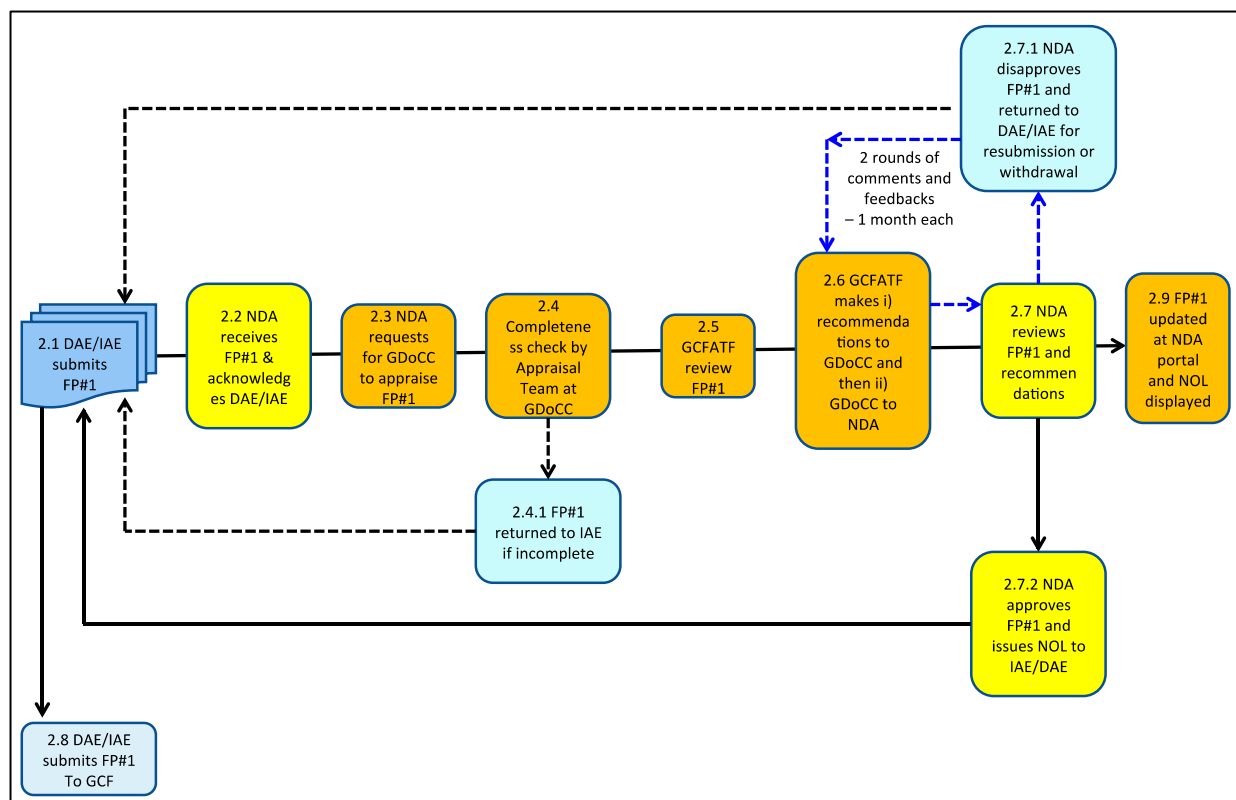 2.7.1 NDA
disapproves
FP#1 and
returned to
DAE/IAE for
resubmission or
withdrawal
2 rounds of
comments and
feedbacks
– 1 month each
2.1 DAE/IAE
submits
FP#1
2.2 NDA
receives
FP#1 &
acknowledg
es DAE/IAE
2.3 NDA
requests
for GDoCC
to appraise
FP#1
2.4
Completene
ss check by
Appraisal
Team at
GDoCC
2.5
GCFATF
review
FP#1
2.6 GCFATF
makes i)
recommenda
tions to
GDoCC and
then ii)
GDoCC to
NDA
2.7 NDA
reviews
FP#1 and
recommen
dations
2.9 FP#1
updated
at NDA
portal
and NOL
displayed
2.4.1 FP#1
returned to IAE
if incomplete
2.7.2 NDA
approves
FP#1 and
issues NOL to
IAE/DAE
2.8 DAE/IAE
submits FP#1
To GCF